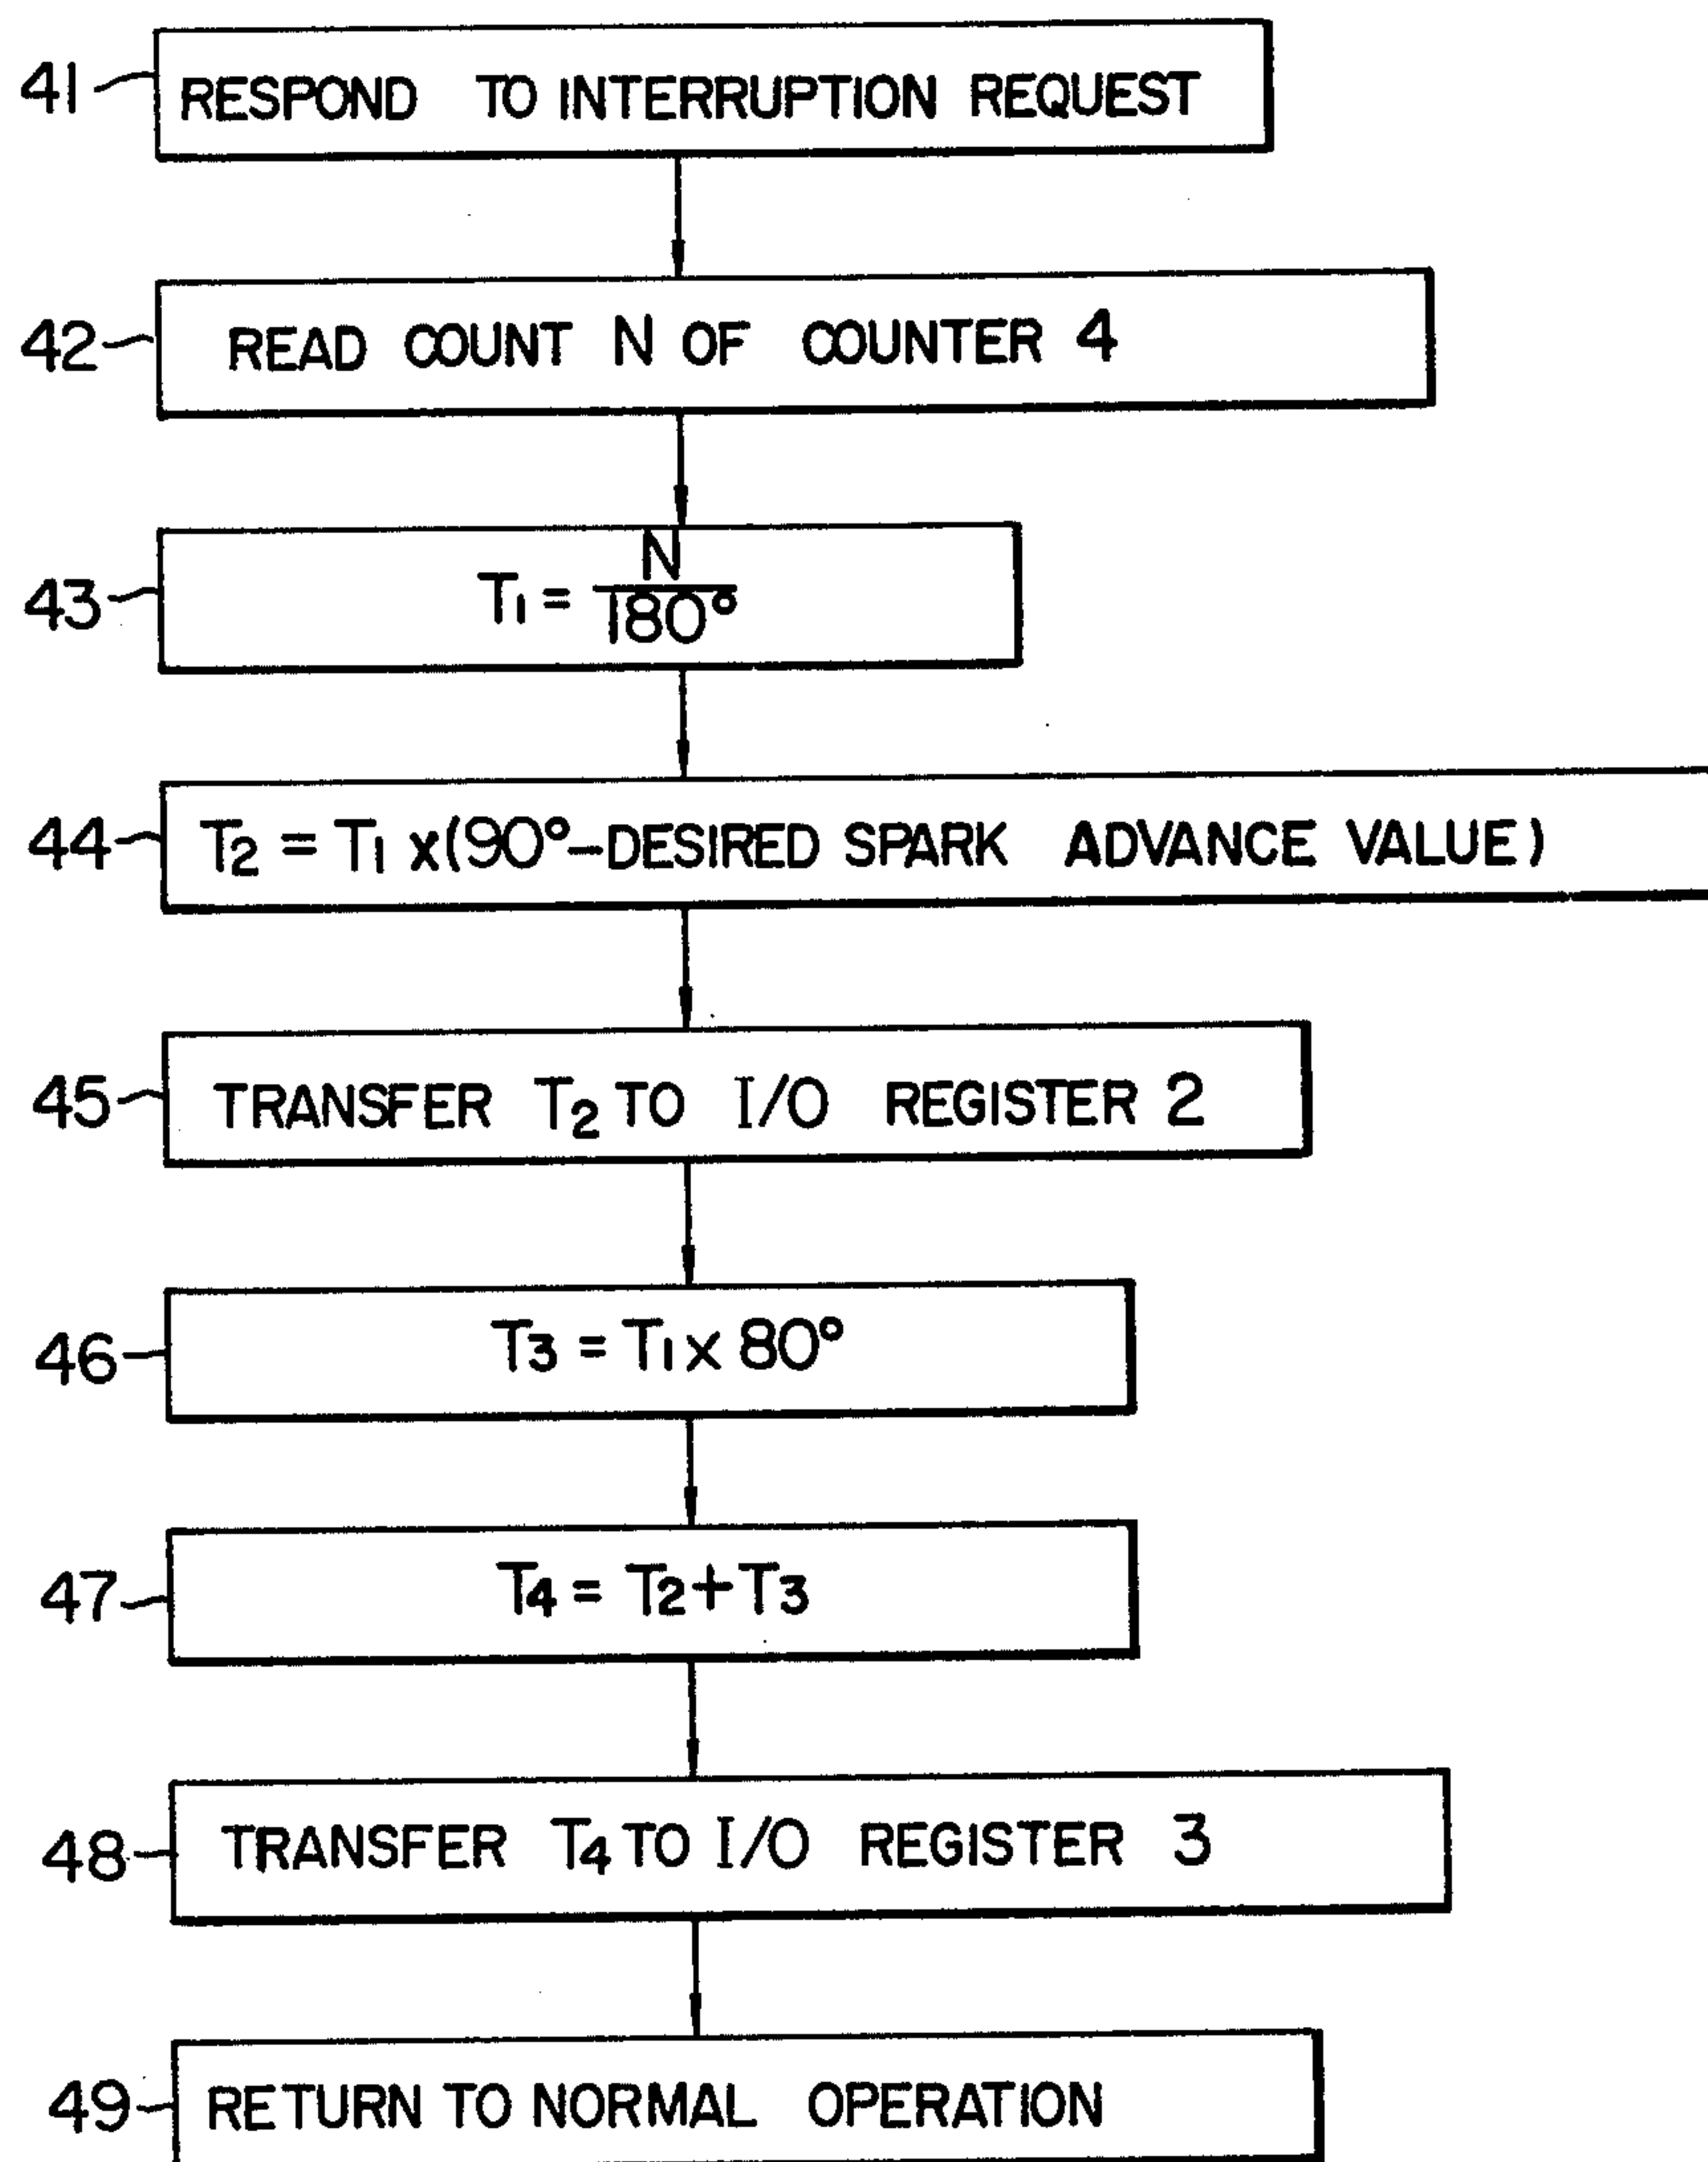 41 RESPOND TO INTERRUPTION REQUEST
42 READ COUNT N OF COUNTER 4
43 T1 = N/180°
44 T2 = T1 x (90°-DESIRED SPARK ADVANCE VALUE)
45 TRANSFER T2 TO I/O REGISTER 2
46 T3 = T1 x 80°
47 T4 = T2+T3
48 TRANSFER T4 TO I/O REGISTER 3
49 RETURN TO NORMAL OPERATION